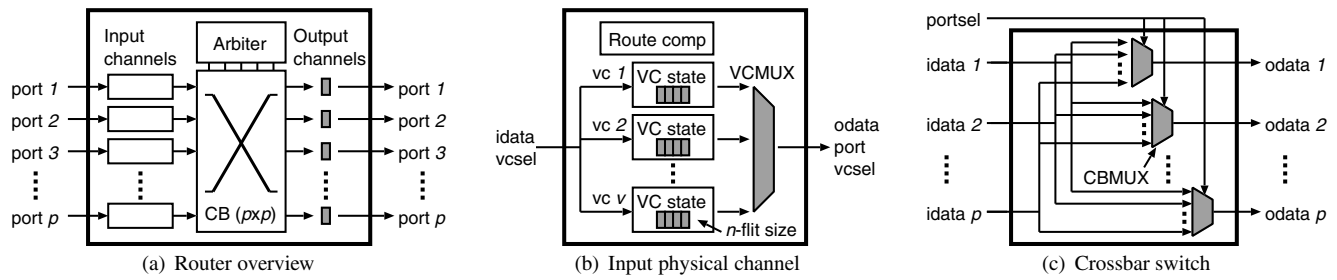 Input channels
Arbiter
Output channels
port 1
port 2
port 3
port p
CB (pxp)
port 1
port 2
port 3
port p
(a) Router overview
Route comp
vc 1
VC state
vc 2
VC state
vc v
VC state
VCMUX
idata
vcsel
odata
port
vcsel
n-flit size
(b) Input physical channel
portsel
idata 1
idata 2
idata p
CBMUX
odata 1
odata 2
odata p
(c) Crossbar switch